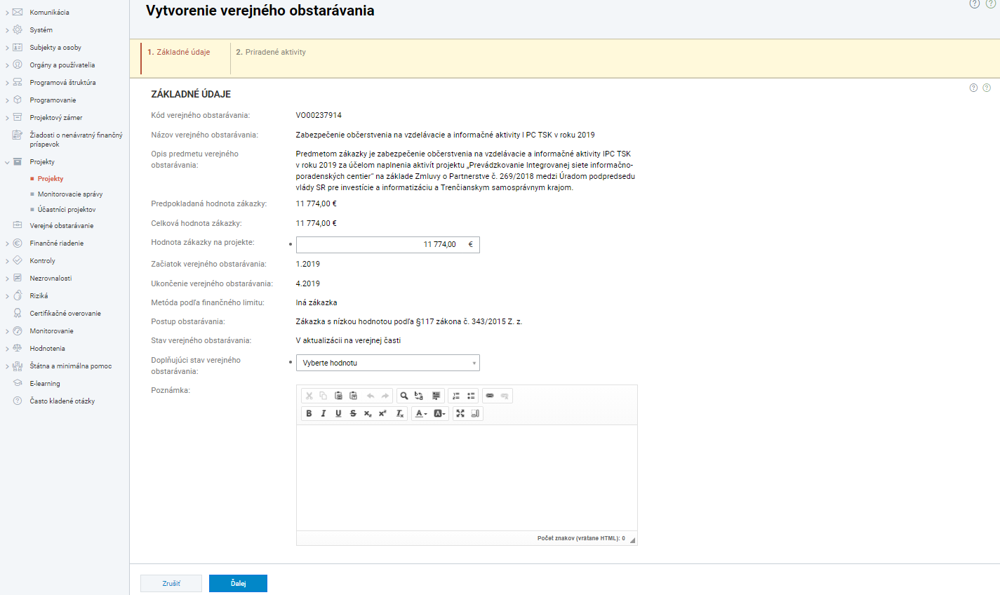 Vytvorenie verejného obstarávania
Komunikácia
Systém
Subjekty a osoby
Orgány a používatelia
Programová štruktúra
Programovanie
Projektový zámer
Žiadosti o nenávratný finančný
príspevok
Projekty
Projekty
Monitorovacie správy
Účastníci projektov
Verejné obstarávanie
Finančné riadenie
Kontroly
Nezrovnalosti
Riziká
Certifikačné overovanie
Monitorovanie
Hodnotenia
Štátna a minimálna pomoc
E-learning
Často kladené otázky
1. Základné údaje
2. Priradené aktivity
ZÁKLADNÉ ÚDAJE
Kód verejného obstarávania: VO00237914
Názov verejného obstarávania: Zabezpečenie občerstvenia na vzdelávacie a informačné aktivity I PC TSK v roku 2019
Opis predmetu verejného
obstarávania:
Predmetom zákazky je zabezpečenie občerstvenia na vzdelávacie a informačné aktivity IPC TSK
v roku 2019 za účelom naplnenia aktivít projektu „Prevádzkovanie Integrovanej siete informačno-
poradenských centier“ na základe Zmluvy o Partnerstve č. 269/2018 medzi Úradom podpredsedu
vlády SR pre investície a informatizáciu a Trenčianskym samosprávnym krajom.
Predpokladaná hodnota zákazky: 11 774,00 €
Celková hodnota zákazky: 11 774,00 €
Hodnota zákazky na projekte: 11 774,00 €
Začiatok verejného obstarávania: 1.2019
Ukončenie verejného obstarávania: 4.2019
Metóda podľa finančného limitu: Iná zákazka
Postup obstarávania: Zákazka s nízkou hodnotou podľa §117 zákona č. 343/2015 Z. z.
Stav verejného obstarávania: V aktualizácii na verejnej časti
Doplňujúci stav verejného
obstarávania:
Vyberte hodnotu
Poznámka:
Počet znakov (vrátane HTML): 0
Zrušiť
Ďalej